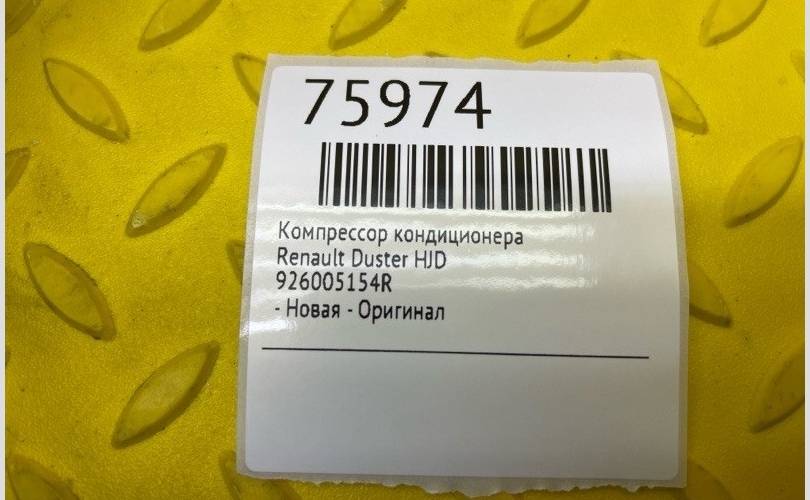 75974
Компрессор кондиционера
Renault Duster HJD
926005154R
- Новая - Оригинал